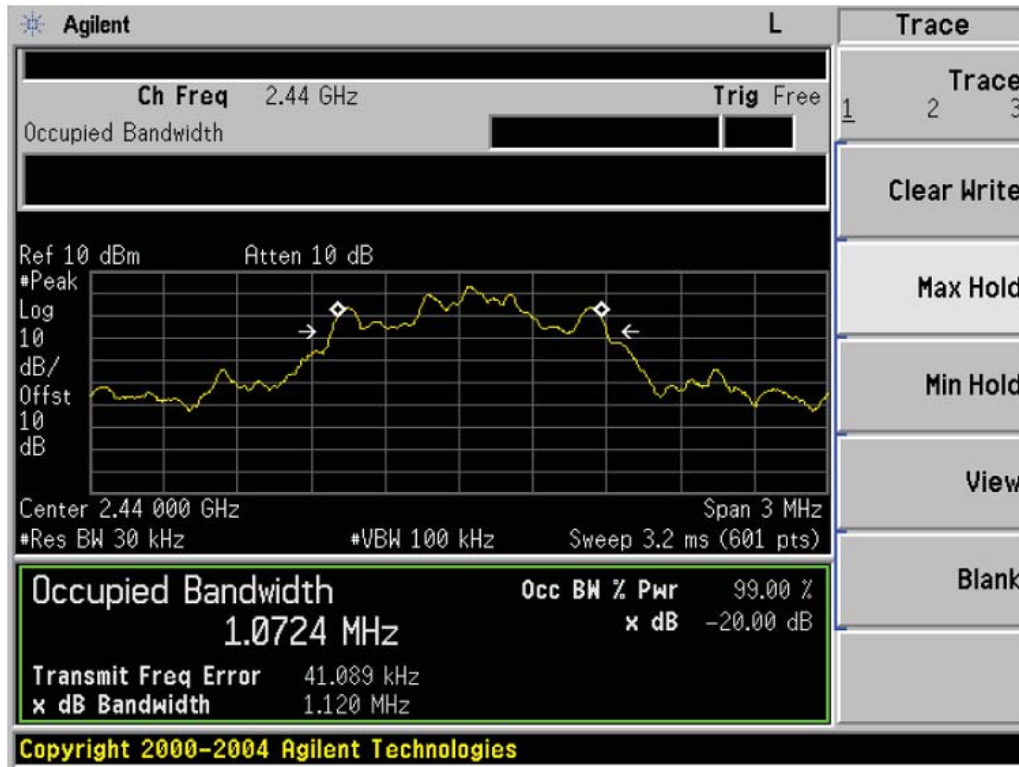 Agilent
L
Trace
Ch Freq 2.44 GHz
Trig Free
Occupied Bandwidth
Trace
1 2 3
Clear Write
Max Hold
Min Hold
View
Blank
Ref 10 dBm Atten 10 dB
#Peak
Log
10
dB/
Offst
10
dB
Center 2.44 000 GHz Span 3 MHz
#Res BW 30 kHz #VBW 100 kHz Sweep 3.2 ms (601 pts)
Occupied Bandwidth
1.0724 MHz
Occ BW % Pwr 99.00 %
x dB -20.00 dB
Transmit Freq Error 41.089 kHz
x dB Bandwidth 1.120 MHz
Copyright 2000-2004 Agilent Technologies